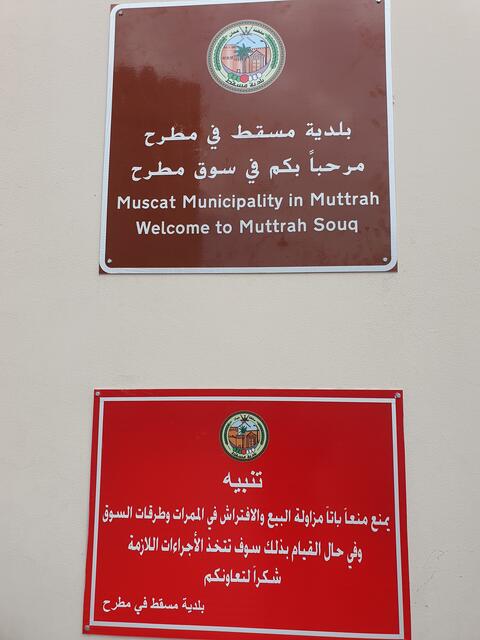 بلدية مسقط
بلدية مسقط في مطرح
مرحباً بكم في سوق مطرح
Muscat Municipality in Muttrah
Welcome to Muttrah Souq
تنبيه
يمنع منعاً باتاً مزاولة البيع والافتراش في الممرات وطرقات السوق
وفي حال القيام بذلك سوف تتخذ الأجراءات اللازمة
شكراً لتعاونكم
بلدية مسقط في مطرح